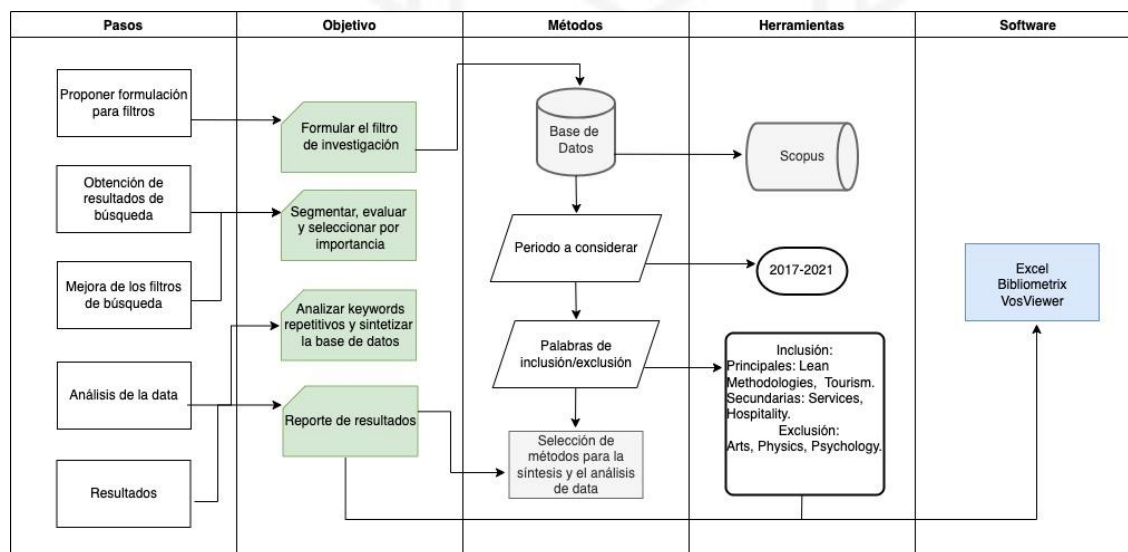 Pasos
Objetivo
Métodos
Herramientas
Software
Proponer formulación
para filtros
Obtención de
resultados de
búsqueda
Mejora de los filtros
de búsqueda
Análisis de la data
Resultados
Formular el filtro
de investigación
Segmentar, evaluar
y seleccionar por
importancia
Analizar keywords
repetitivos y sintetizar
la base de datos
Reporte de resultados
Base de
Datos
Periodo a considerar
Palabras de
inclusión/exclusión
Selección de
métodos para la
síntesis y el análisis
de data
Scopus
2017-2021
Inclusión:
Principales: Lean
Methodologies, Tourism.
Secundarias: Services,
Hospitality.
Exclusión:
Arts, Physics, Psychology.
Excel
Bibliometrix
VosViewer